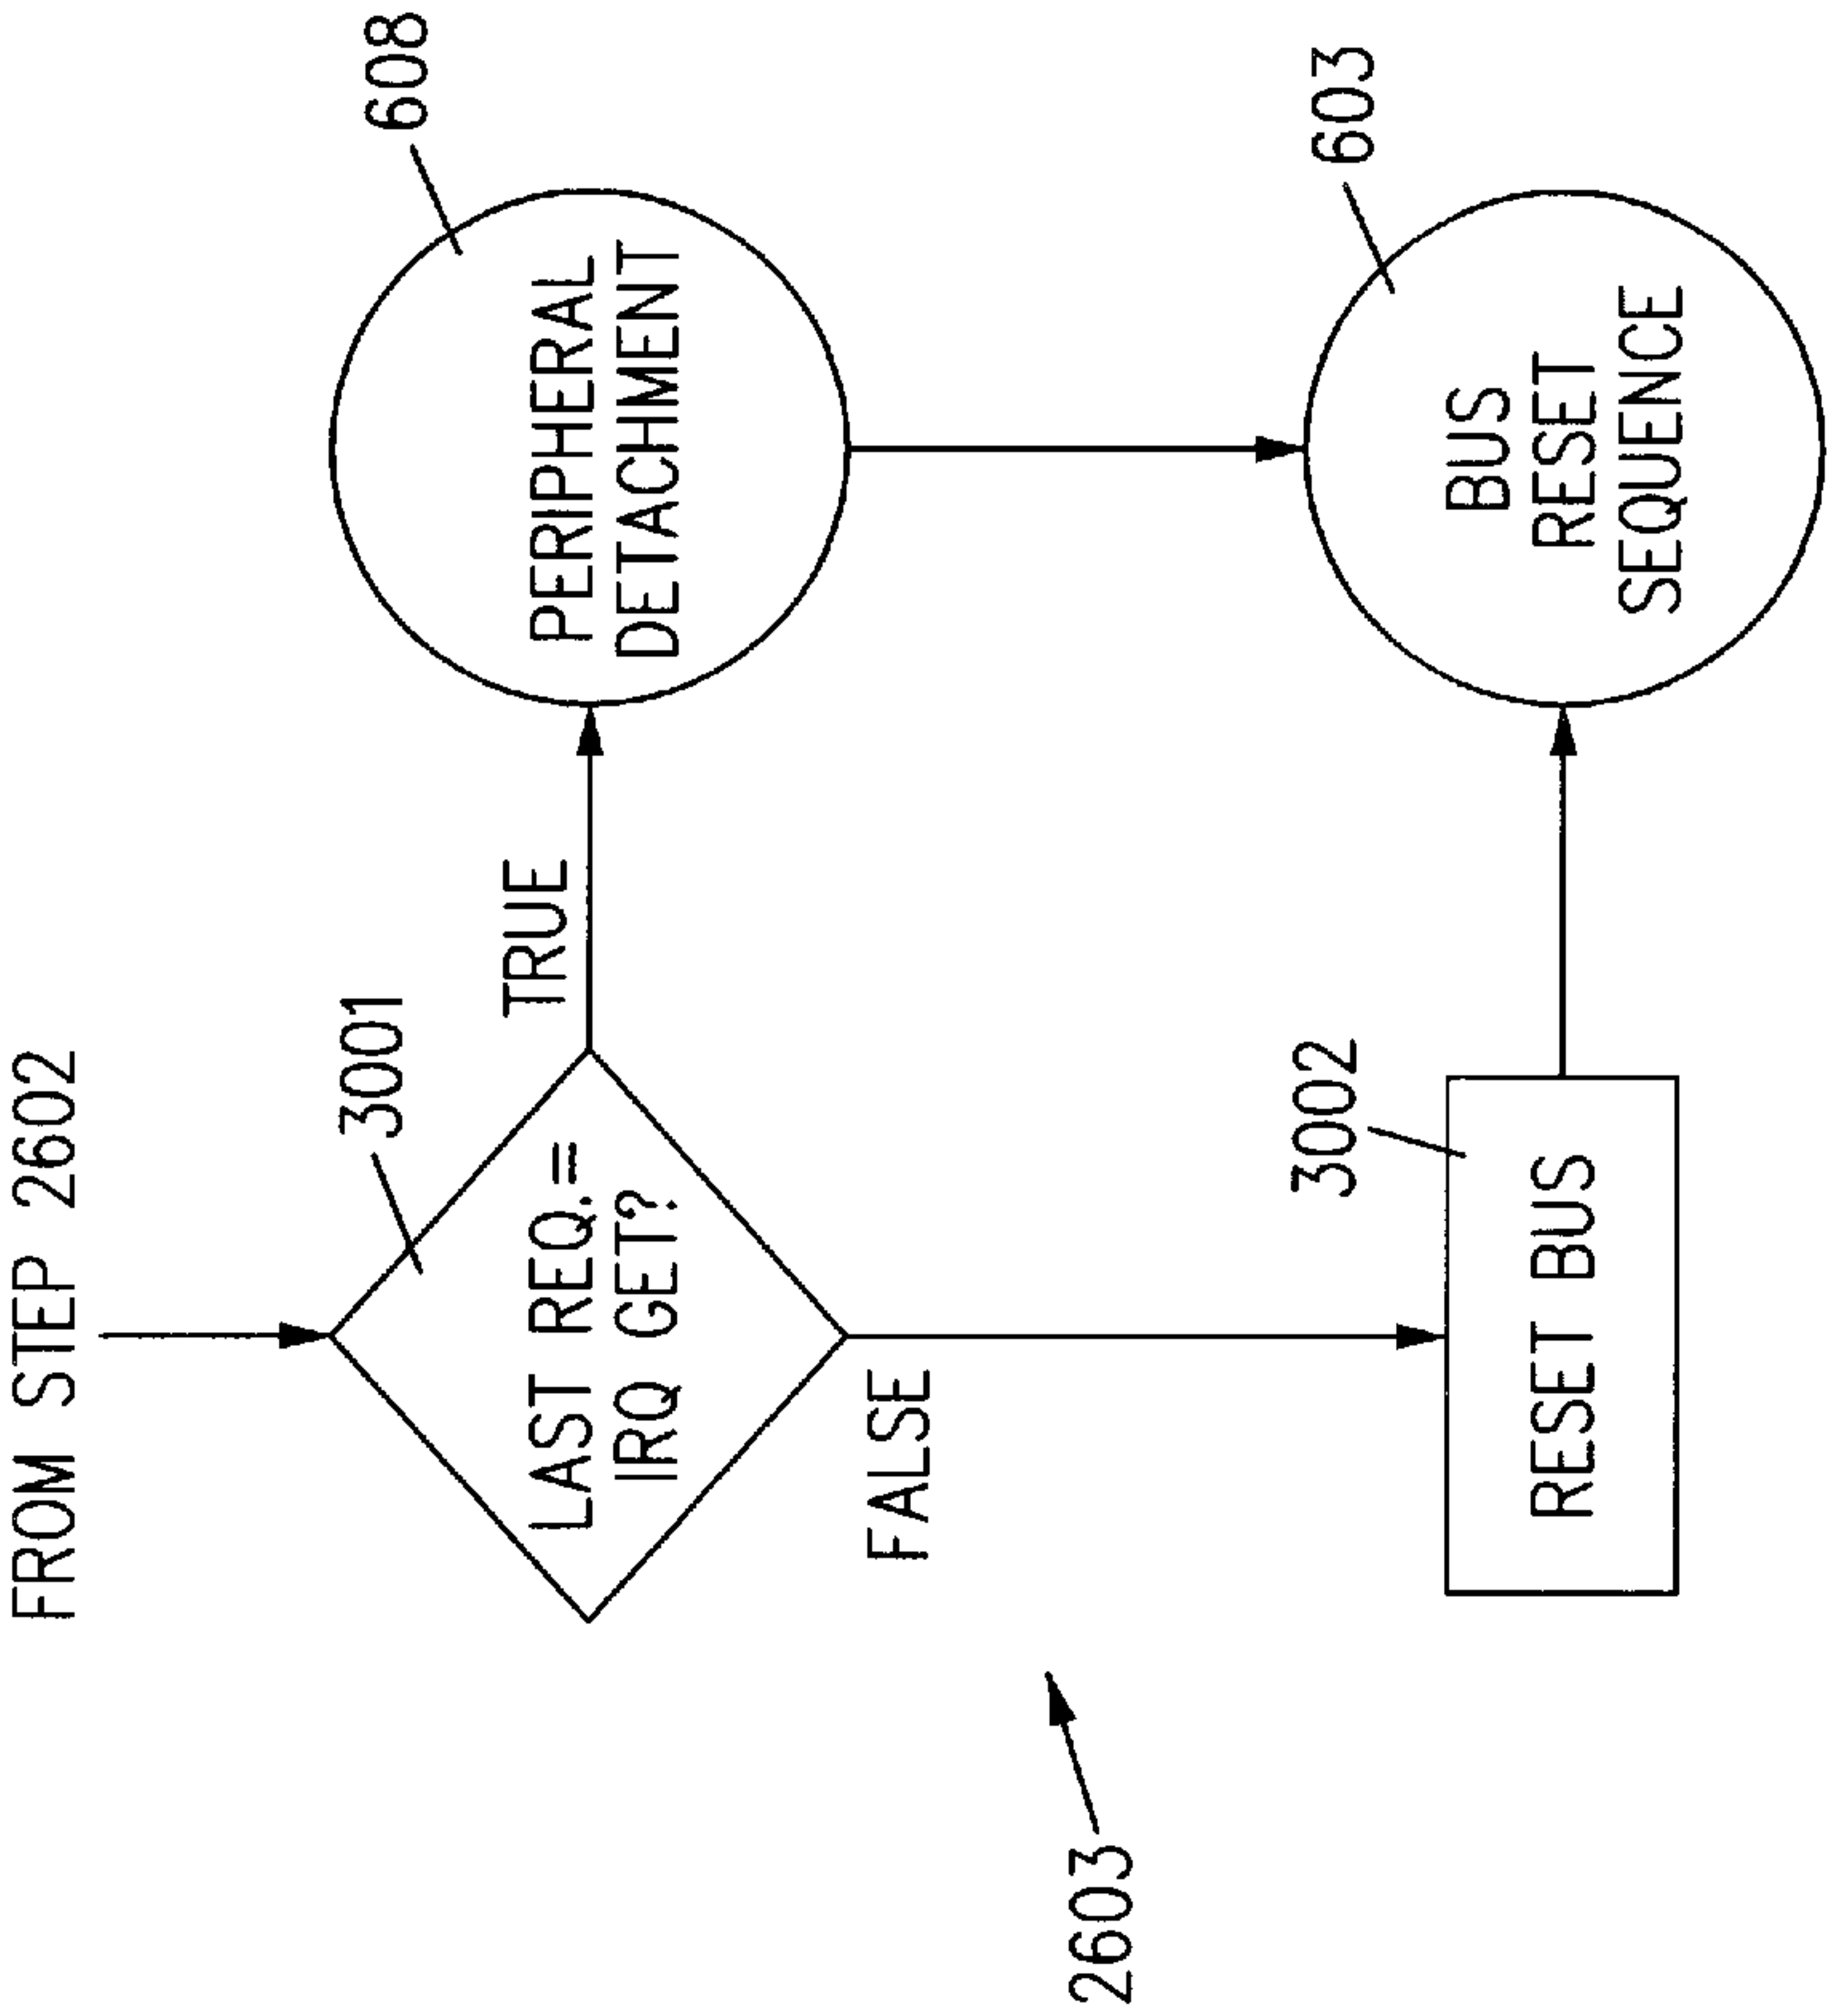 FROM STEP 2602
3001
LAST REQ.=
IRQ GET?
TRUE
608
PERIPHERAL
DETACHMENT
FALSE
2603
3002
RESET BUS
603
BUS
RESET
SEQUENCE